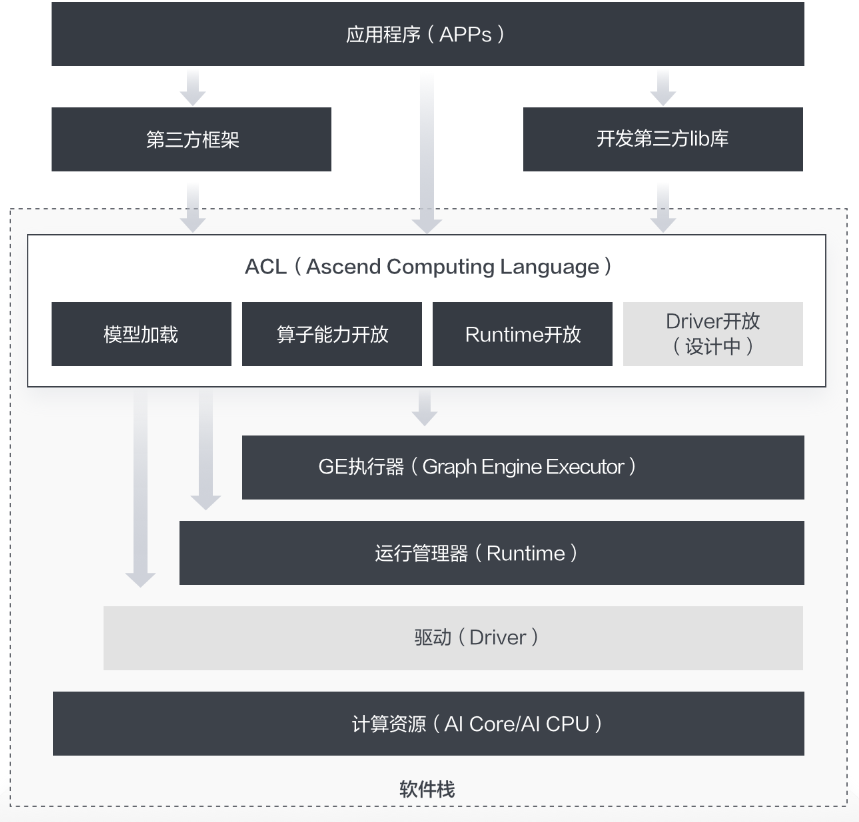 应用程序（APPs）
第三方框架
开发第三方lib库
ACL（Ascend Computing Language）
模型加载
算子能力开放
Runtime开放
Driver开放
（设计中）
GE执行器（Graph Engine Executor）
运行管理器（Runtime）
驱动（Driver）
计算资源（AI Core/AI CPU）
软件栈